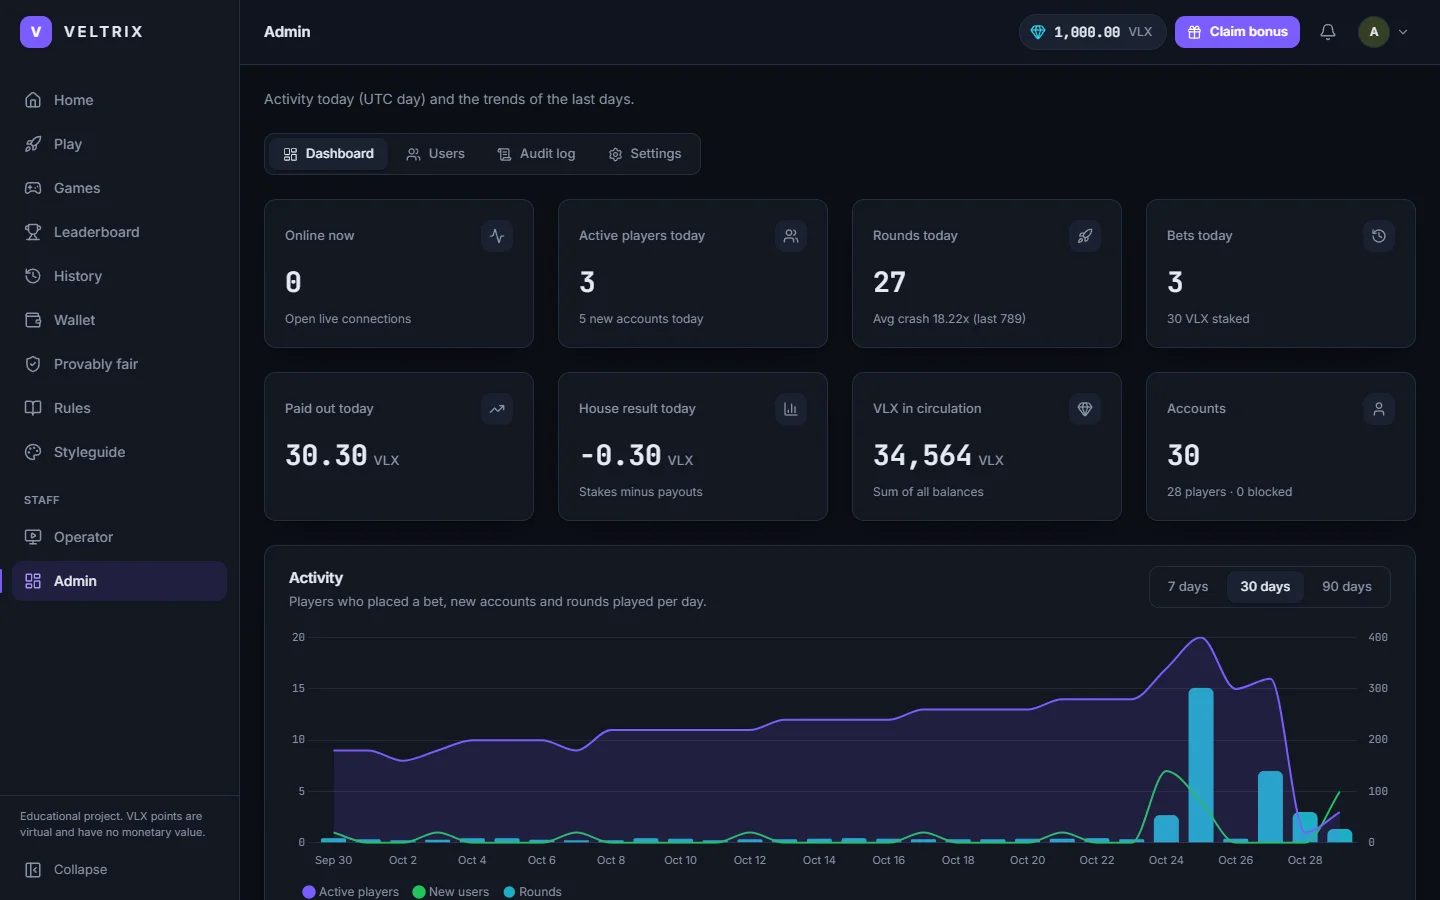 V VELTRIX
Home
Play
Games
Leaderboard
History
Wallet
Provably fair
Rules
Styleguide
STAFF
Operator
Admin
Educational project. VLX points are
virtual and have no monetary value.
Collapse
Admin
1,000.00 VLX
Claim bonus
A
Activity today (UTC day) and the trends of the last days.
Dashboard Users Audit log Settings
Online now
0
Open live connections
Active players today
3
5 new accounts today
Rounds today
27
Avg crash 18.22x (last 789)
Bets today
3
30 VLX staked
Paid out today
30.30 VLX
House result today
-0.30 VLX
Stakes minus payouts
VLX in circulation
34,564 VLX
Sum of all balances
Accounts
30
28 players · 0 blocked
Activity
Players who placed a bet, new accounts and rounds played per day.
7 days 30 days 90 days
20 400
15 300
10 200
5 100
0 0
Sep 30 Oct 2 Oct 4 Oct 6 Oct 8 Oct 10 Oct 12 Oct 14 Oct 16 Oct 18 Oct 20 Oct 22 Oct 24 Oct 26 Oct 28
Active players New users Rounds